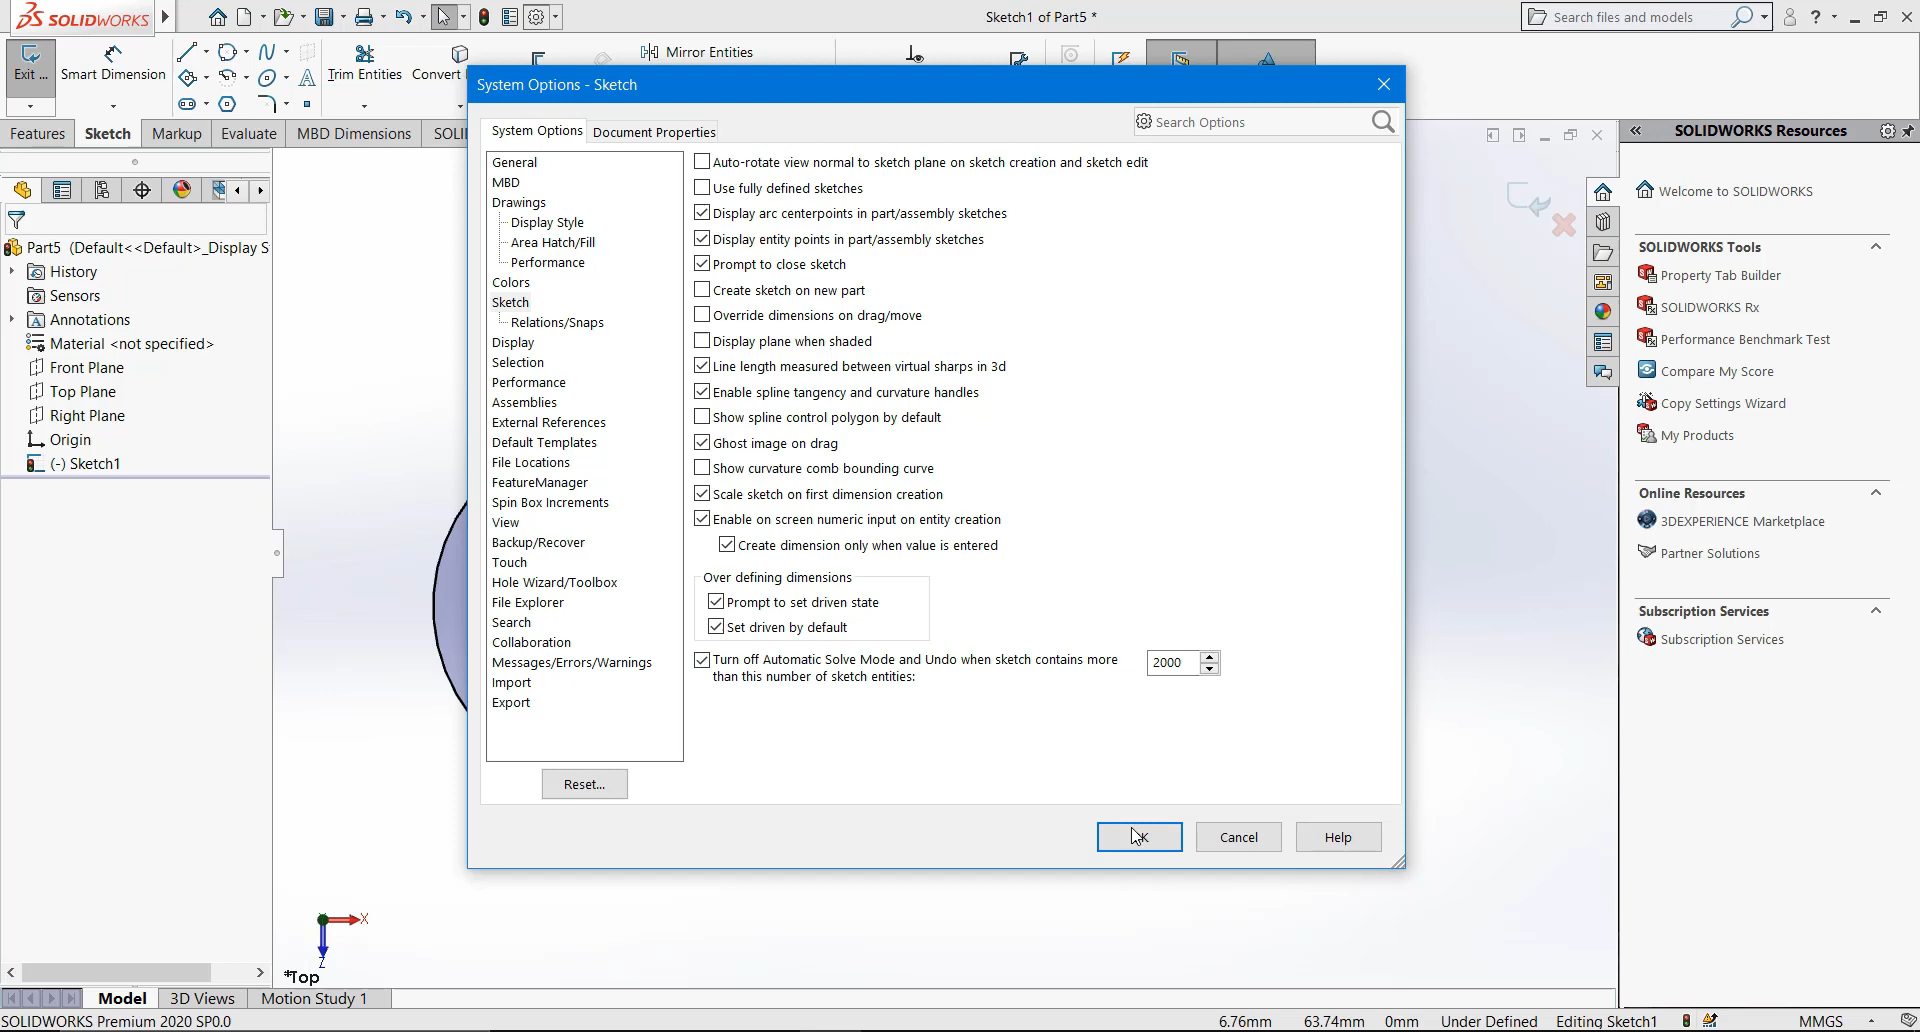 SOLIDWORKS
Sketch1 of Part5 *
Search files and models
Exit ...
Smart Dimension
Trim Entities
Convert
Mirror Entities
Features
Sketch
Markup
Evaluate
MBD Dimensions
SOLI
Part5 (Default<<Default>_Display S
History
Sensors
Annotations
Material <not specified>
Front Plane
Top Plane
Right Plane
Origin
(-) Sketch1
System Options - Sketch
System Options
Document Properties
Search Options
General
MBD
Drawings
Display Style
Area Hatch/Fill
Performance
Colors
Sketch
Relations/Snaps
Display
Selection
Performance
Assemblies
External References
Default Templates
File Locations
FeatureManager
Spin Box Increments
View
Backup/Recover
Touch
Hole Wizard/Toolbox
File Explorer
Search
Collaboration
Messages/Errors/Warnings
Import
Export
Reset...
Auto-rotate view normal to sketch plane on sketch creation and sketch edit
Use fully defined sketches
Display arc centerpoints in part/assembly sketches
Display entity points in part/assembly sketches
Prompt to close sketch
Create sketch on new part
Override dimensions on drag/move
Display plane when shaded
Line length measured between virtual sharps in 3d
Enable spline tangency and curvature handles
Show spline control polygon by default
Ghost image on drag
Show curvature comb bounding curve
Scale sketch on first dimension creation
Enable on screen numeric input on entity creation
Create dimension only when value is entered
Over defining dimensions
Prompt to set driven state
Set driven by default
Turn off Automatic Solve Mode and Undo when sketch contains more
than this number of sketch entities:
2000
Cancel
Help
SOLIDWORKS Resources
Welcome to SOLIDWORKS
SOLIDWORKS Tools
Property Tab Builder
SOLIDWORKS Rx
Performance Benchmark Test
Compare My Score
Copy Settings Wizard
My Products
Online Resources
3DEXPERIENCE Marketplace
Partner Solutions
Subscription Services
Subscription Services
X
Z
*Top
Model
3D Views
Motion Study 1
SOLIDWORKS Premium 2020 SP0.0
6.76mm
63.74mm
0mm
Under Defined
Editing Sketch1
MMGS